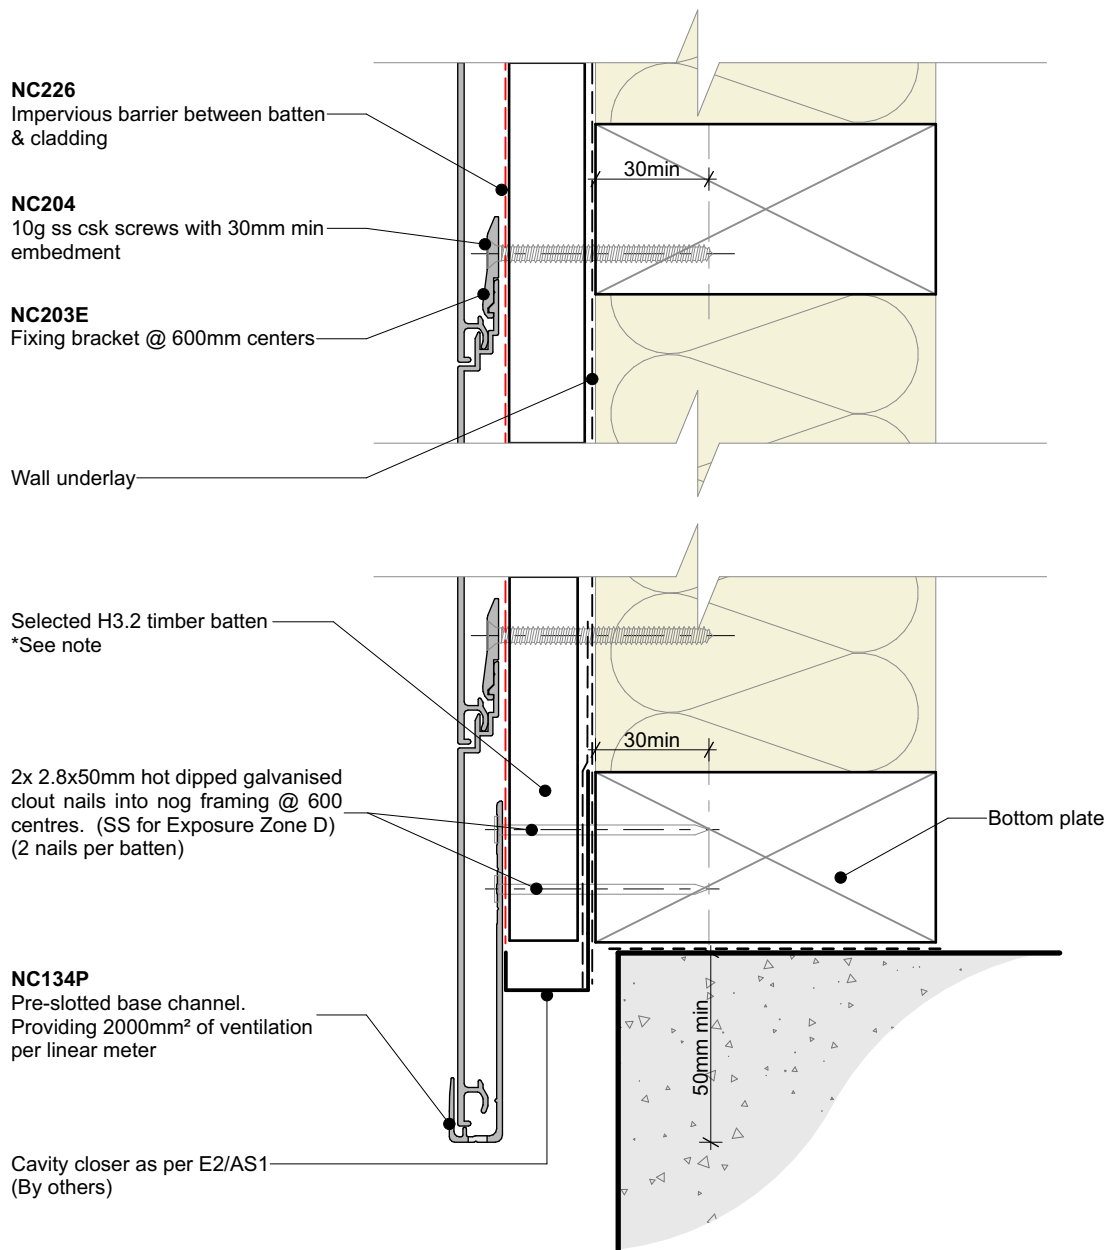 NC226
Impervious barrier between batten
& cladding
30min
NC204
10g ss csk screws with 30mm min
embedment
NC203E
Fixing bracket @ 600mm centers
Wall underlay
Selected H3.2 timber batten
*See note
30min
2x 2.8x50mm hot dipped galvanised
clout nails into nog framing @ 600
centres. (SS for Exposure Zone D)
(2 nails per batten)
Bottom plate
NC134P
Pre-slotted base channel.
Providing 2000mm² of ventilation
per linear meter
50mm min
Cavity closer as per E2/AS1
(By others)